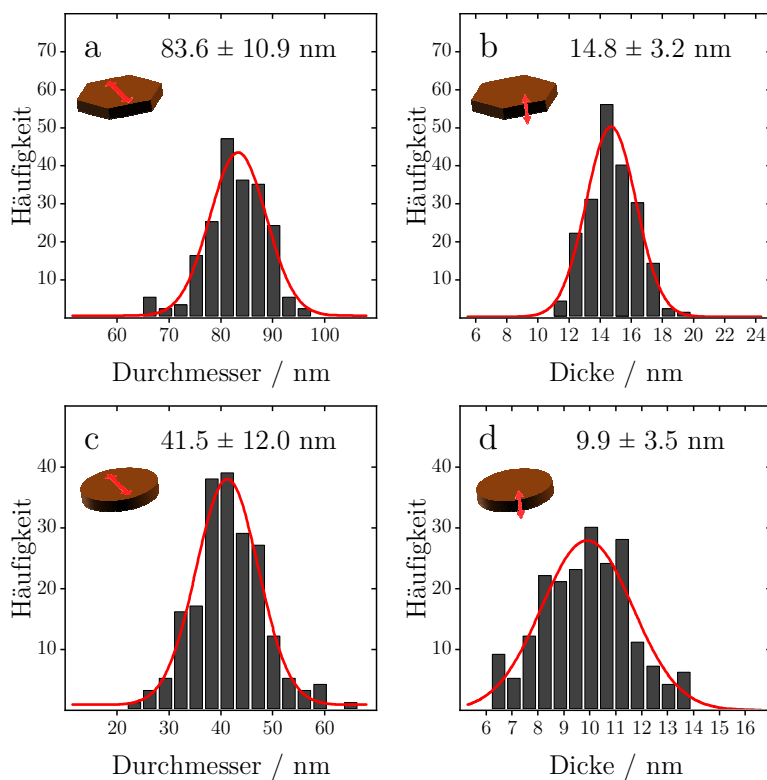 a 83.6 ± 10.9 nm
Häufigkeit
70
60
50
40
30
20
10
60 70 80 90 100
Durchmesser / nm
b 14.8 ± 3.2 nm
Häufigkeit
70
60
50
40
30
20
10
6 8 10 12 14 16 18 20 22 24
Dicke / nm
c 41.5 ± 12.0 nm
Häufigkeit
40
30
20
10
20 30 40 50 60
Durchmesser / nm
d 9.9 ± 3.5 nm
Häufigkeit
40
30
20
10
6 7 8 9 10 11 12 13 14 15 16
Dicke / nm